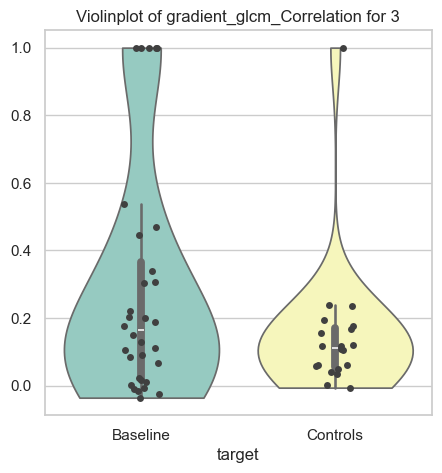 Violinplot of gradient_glcm_Correlation for 3
1.0
0.8
0.6
0.4
0.2
0.0
Baseline Controls
target